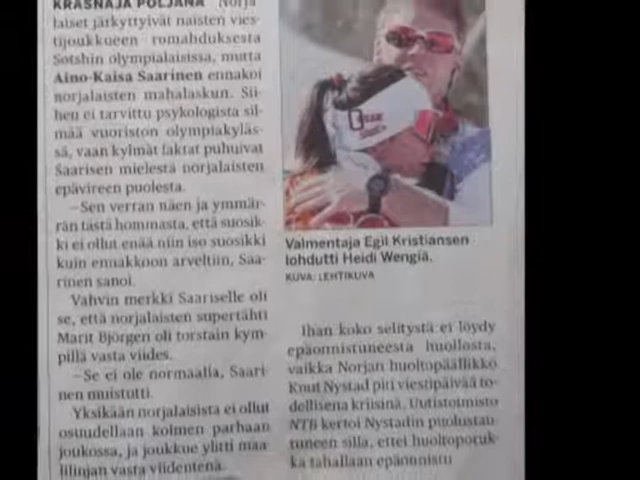 KRASNAJA POLJANA Norja-
laiset järkyttyivät naisten vies-
tijoukkueen romahduksesta
Sotshin olympialaisissa, mutta
Aino-Kaisa Saarinen ennakoi
norjalaisten mahalaskun. Sii-
hen ei tarvittu psykologista sil-
mää vuoriston olympiakyläs-
sä, vaan kylmät faktat puhuivat
Saarisen mielestä norjalaisten
epävireen puolesta.
–Sen verran näen ja ymmär-
rän tästä hommasta, että suosik-
ki ei ollut enää niin iso suosikki
kuin ennakkoon arveltiin, Saa-
rinen sanoi.
Vahvin merkki Saariselle oli
se, että norjalaisten supertähti
Marit Björgen oli torstain kym-
pillä vasta viides.
–Se ei ole normaalia, Saari-
nen muistutti.
Yksikään norjalaisista ei ollut
osuudellaan kolmen parhaan
joukossa, ja joukkue ylitti maa-
lilinjan vasta viidentenä.
Valmentaja Egil Kristiansen
lohdutti Heidi Wengiä.
KUVA: LEHTIKUVA
Ihan koko selitystä ei löydy
epäonnistuneesta huollosta,
vaikka Norjan huoltopäällikkö
Knut Nystad piti viestipäivää to-
dellisena kriisinä. Uutistoimisto
NTB kertoi Nystadin puolustau-
tuneen sillä, ettei huoltoporuk-
ka tahallaan epäonnistu